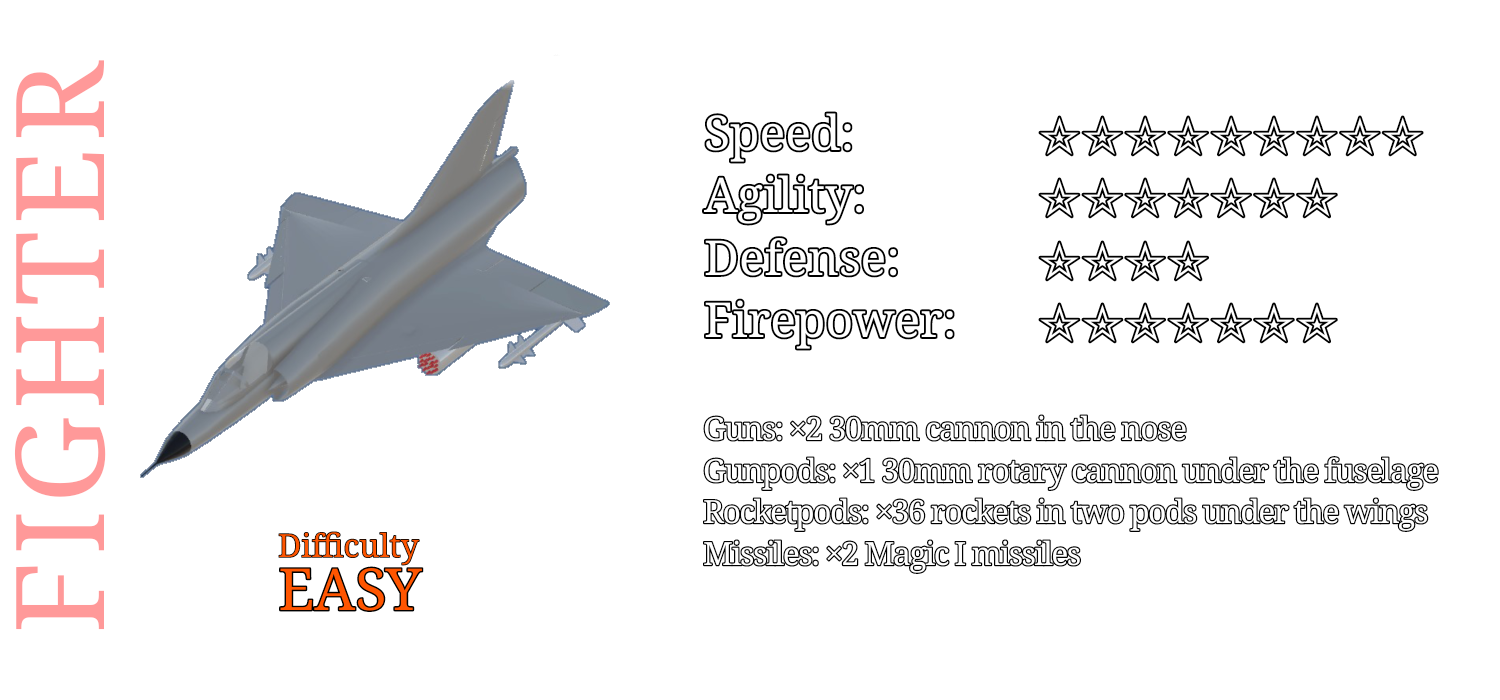 FIGHTER
Speed: ☆☆☆☆☆☆☆☆☆
Agility: ☆☆☆☆☆☆☆
Defense: ☆☆☆☆
Firepower: ☆☆☆☆☆☆☆
Guns: ×2 30mm cannon in the nose
Gunpods: ×1 30mm rotary cannon under the fuselage
Rocketpods: ×36 rockets in two pods under the wings
Missiles: ×2 Magic I missiles
Difficulty
EASY